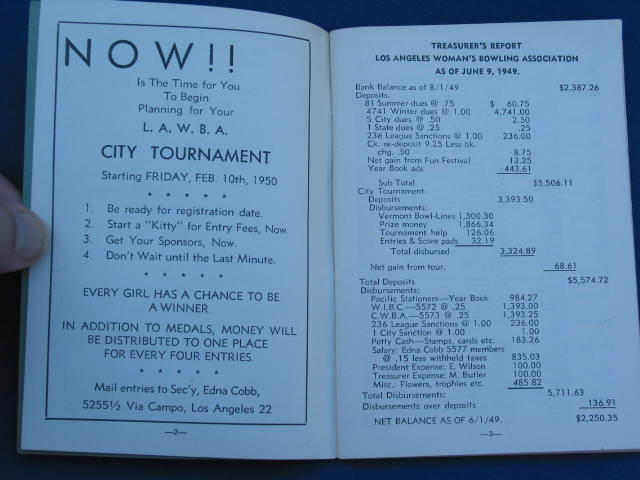 NOW!!
Is The Time for You
To Begin
Planning for Your
L. A. W. B. A.
CITY TOURNAMENT
Starting FRIDAY, FEB. 10th, 1950
* * * * *
1. Be ready for registration date.
2. Start a "Kitty" for Entry Fees, Now.
3. Get Your Sponsors, Now.
4. Don't Wait until the Last Minute.
* * * * *
EVERY GIRL HAS A CHANCE TO BE
A WINNER.
IN ADDITION TO MEDALS, MONEY WILL
BE DISTRIBUTED TO ONE PLACE
FOR EVERY FOUR ENTRIES.
* * * * *
Mail entries to Sec'y, Edna Cobb,
5255½ Via Campo, Los Angeles 22
—2—
TREASURER'S REPORT
LOS ANGELES WOMAN'S BOWLING ASSOCIATION
AS OF JUNE 9, 1949.
Bank Balance as of 8/1/49 $2,387.26
Deposits:
81 Summer dues @ .75 $ 60.75
4741 Winter dues @ 1.00 4,741.00
5 City dues @ .50 2.50
1 State dues @ .25 .25
236 League Sanctions @ 1.00 236.00
Ck. re-deposit 9.25 Less bk.
chg. .50 8.75
Net gain from Fun Festival 13.25
Year Book ads 443.61
Sub Total $5,506.11
City Tournament:
Deposits 3,393.50
Disbursements:
Vermont Bowl-Lines 1,300.30
Prize money 1,866.34
Tournament help 126.06
Entries & Score pads 32.19
Total disbursed 3,324.89
Net gain from tour. 68.61
Total Deposits $5,574.72
Disbursements:
Pacific Stationers—Year Book 984.27
W.I.B.C.—5572 @ .25 1,393.00
C.W.B.A.—5573 @ .25 1,393.25
236 League Sanctions @ 1.00 236.00
1 City Sanction @ 1.00 1.00
Petty Cash—Stamps, cards etc. 183.26
Salary: Edna Cobb 5577 members
@ .15 less withheld taxes 835.03
President Expense: E. Wilson 100.00
Treasurer Expense: M. Butler 100.00
Misc.: Flowers, trophies etc. 485.82
Total Disbursements: 5,711.63
Disbursements over deposits 136.91
NET BALANCE AS OF 6/1/49. $2,250.35
—3—